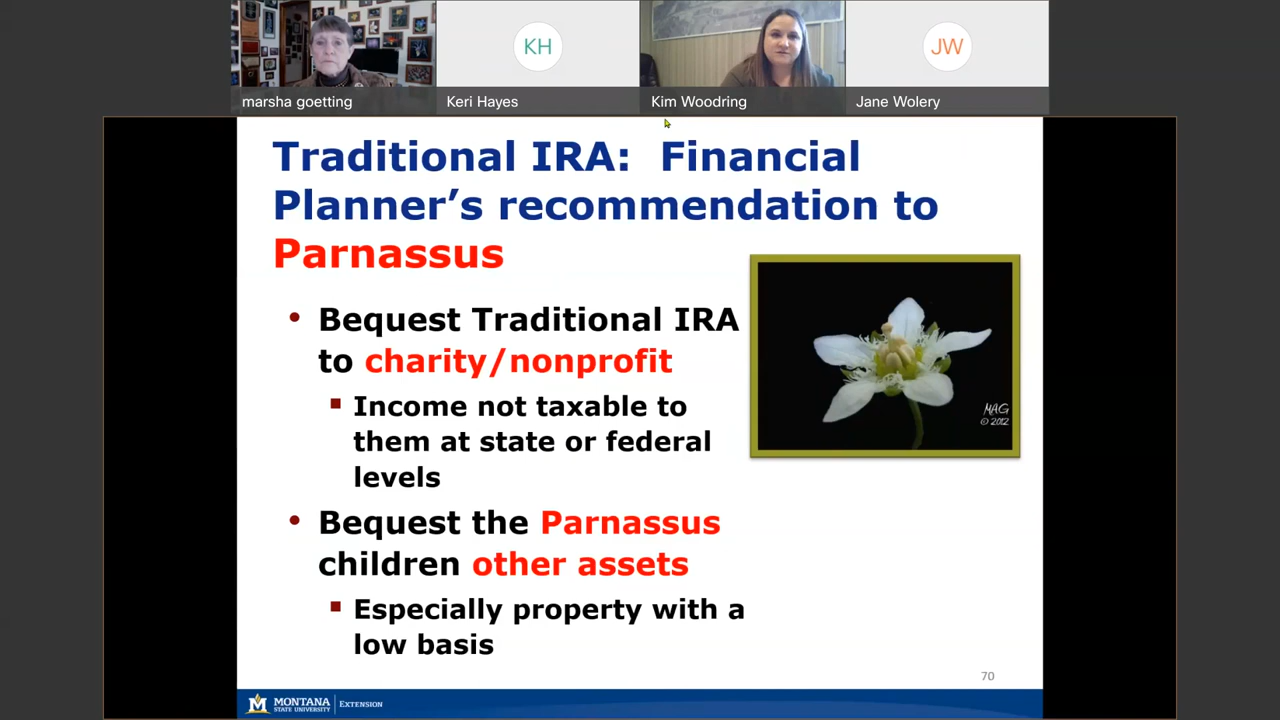 KH
JW
marsha goetting
Keri Hayes
Kim Woodring
Jane Wolery
Traditional IRA: Financial
Planner’s recommendation to
Parnassus
• Bequest Traditional IRA
to charity/nonprofit
▪ Income not taxable to
them at state or federal
levels
• Bequest the Parnassus
children other assets
▪ Especially property with a
low basis
MAG
© 2012
70
M
MONTANA
STATE UNIVERSITY
EXTENSION